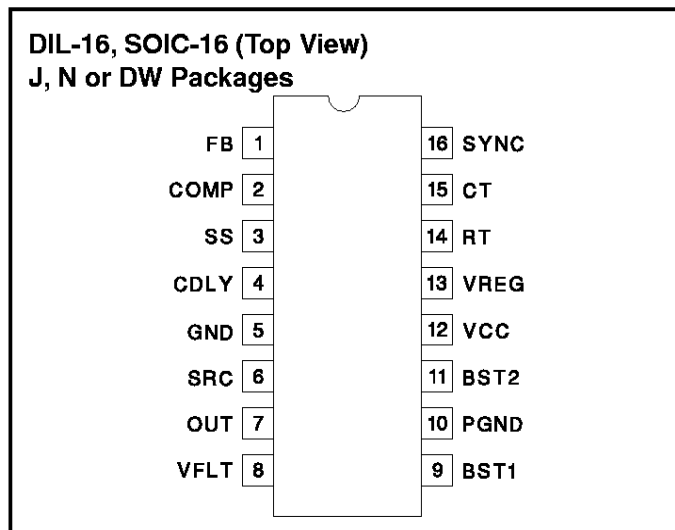 DIL-16, SOIC-16 (Top View)
J, N or DW Packages
FB 1 16 SYNC
COMP 2 15 CT
SS 3 14 RT
CDLY 4 13 VREG
GND 5 12 VCC
SRC 6 11 BST2
OUT 7 10 PGND
VFLT 8 9 BST1